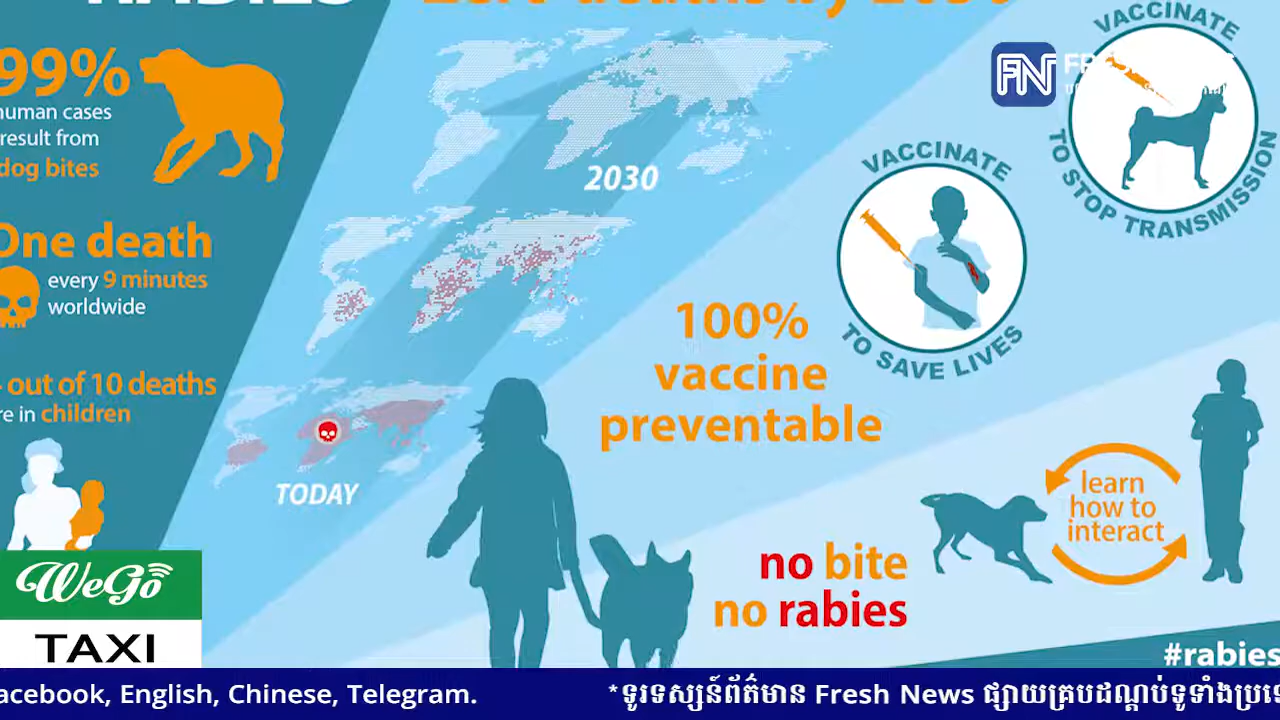 99%
human cases
result from
dog bites
One death
every 9 minutes
worldwide
out of 10 deaths
re in children
2030
TODAY
100%
vaccine
preventable
VACCINATE
TO SAVE LIVES
VACCINATE
TO STOP TRANSMISSION
learn
how to
interact
no bite
no rabies
#rabies
FN
WeGo
TAXI
acebook, English, Chinese, Telegram.
*ទូរទស្សន៍ព័ត៌មាន Fresh News ផ្សាយគ្របដណ្តប់ទូទាំងប្រទេ